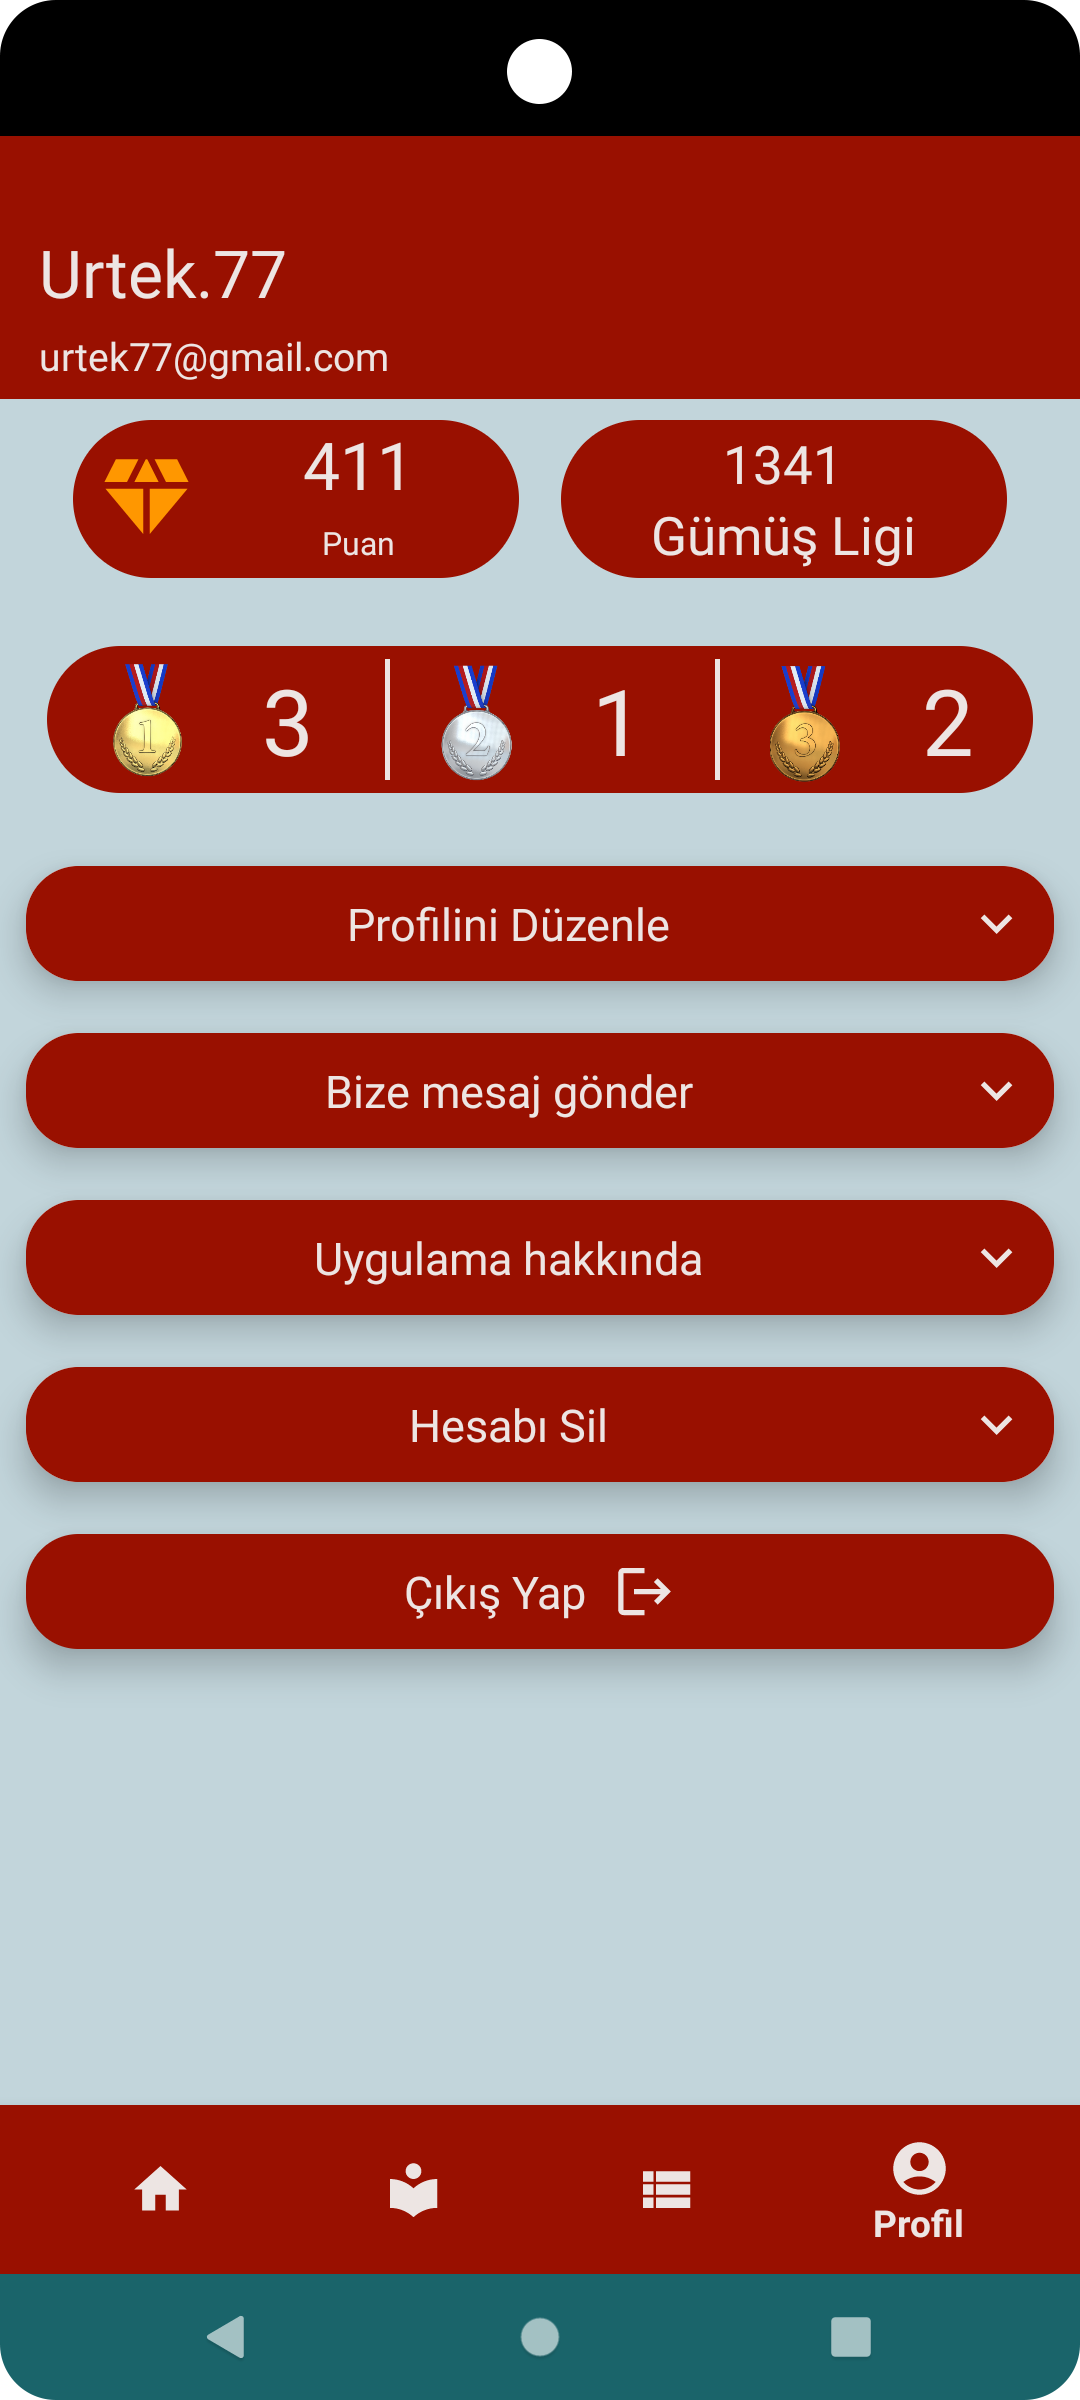 Urtek.77
urtek77@gmail.com
411
Puan
1341
Gümüş Ligi
1 3 2 1 3 2
Profilini Düzenle
Bize mesaj gönder
Uygulama hakkında
Hesabı Sil
Çıkış Yap
Profil